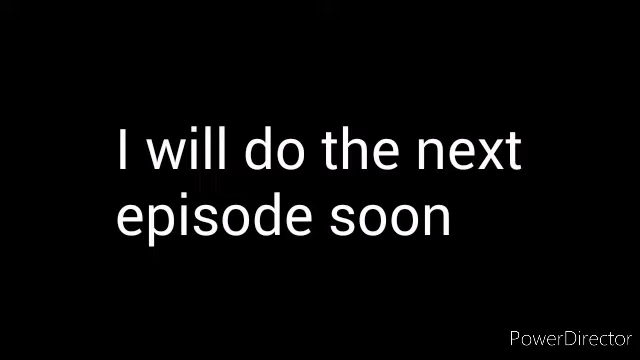 I will do the next
episode soon
PowerDirector